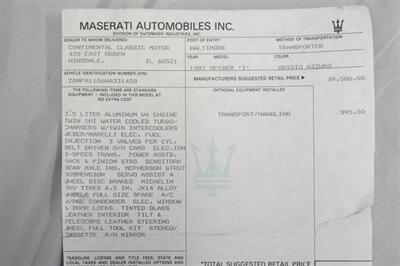 MASERATI AUTOMOBILES INC.
DIVISION OF DeTOMASO INDUSTRIES, INC
DEALER TO WHOM DELIVERED:
PORT OF ENTRY
METHOD OF TRANSPORTATION
CONTINENTAL CLASSIC MOTOR
BALTIMORE
TRANSPORTER
420 EAST OGDEN
YEAR
MODEL
COLOR
HINSDALE, IL 60521
1987 SPYDER "I"
GRIGIO AZZURO
VEHICLE IDENTIFICATION NUMBER (VIN)
MANUFACTURERS SUGGESTED RETAIL PRICE
39,500.00
ZAMFM1106HA331450
THE FOLLOWING ITEMS ARE STANDARD
EQUIPMENT - INCLUDED IN THIS MODEL AT
NO EXTRA COST
OPTIONAL EQUIPMENT INSTALLED
2.5 LITER ALUMINUM V6 ENGINE
TRANSPORT/HANDLING
395.00
TWIN IHI WATER COOLED TURBO-
CHARGERS W/TWIN INTERCOOLERS
WEBER/MARELLI ELEC. FUEL
INJECTION 3 VALVES PER CYL.
BELT DRIVEN O/H CAMS ELEC.IGN
5-SPEED TRANS. POWER ASSTD.
RACK & PINION STRG SENSITRS
REAR AXLE IND. MCPHERSON STRUT
SUSPENSION SERVO ASSIST 4
WHEEL DISC BRAKES MICHELIN
MXV TIRES 6.5 IN. JX14 ALLOY
WHEELS FULL SIZE SPARE A/C
W/MBE CONDENSER ELEC. WINDOW
& DOOR LOCKS TINTED GLASS
LEATHER INTERIOR TILT &
TELESCOPE LEATHER STEERING
WHEEL FULL TOOL KIT STEREO/
CASSETTE R/H MIRROR
*GASOLINE, LICENSE AND TITLE FEES, STATE AND
LOCAL TAXES AND DEALER INSTALLED OPTIONS AND
TOTAL SUGGESTED RETAIL PRICE